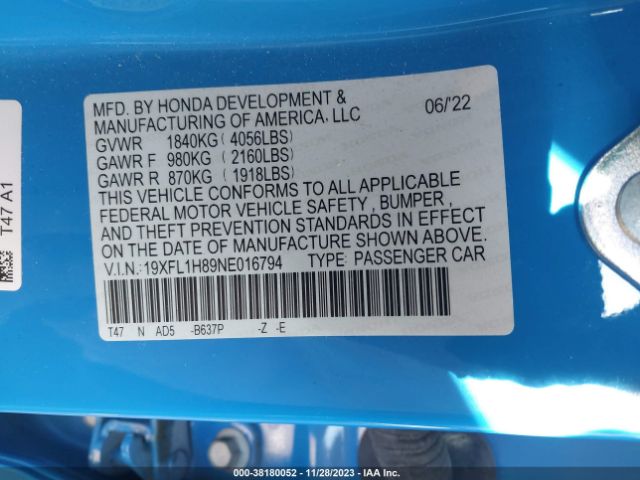 MFD. BY HONDA DEVELOPMENT & 06/'22
MANUFACTURING OF AMERICA, LLC
GVWR 1840KG (4056LBS)
GAWR F 980KG (2160LBS)
GAWR R 870KG (1918LBS)
THIS VEHICLE CONFORMS TO ALL APPLICABLE
FEDERAL MOTOR VEHICLE SAFETY, BUMPER,
AND THEFT PREVENTION STANDARDS IN EFFECT
ON THE DATE OF MANUFACTURE SHOWN ABOVE.
V.I.N.: 19XFL1H89NE016794 TYPE: PASSENGER CAR
T47 N AD5 -B637P -Z -E
T47 A1
000-38180052 — 11/28/2023 — IAA Inc.